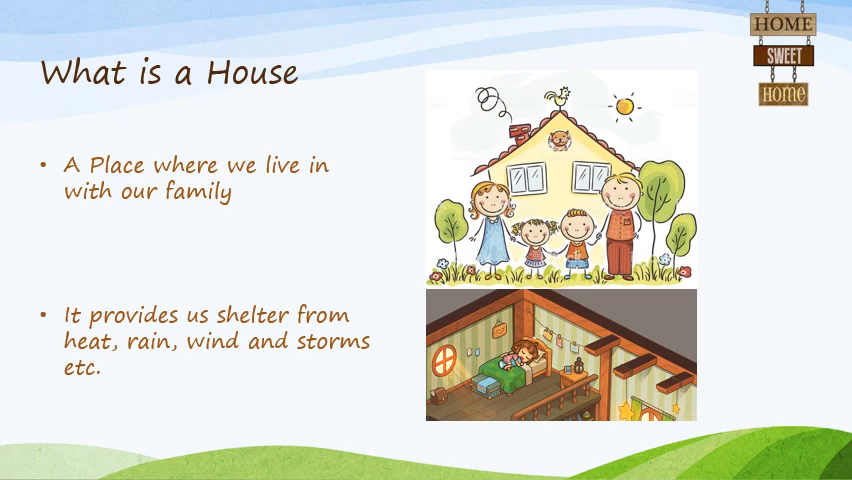 HOME
SWEET
HOME
What is a House
• A Place where we live in
with our family
• It provides us shelter from
heat, rain, wind and storms
etc.